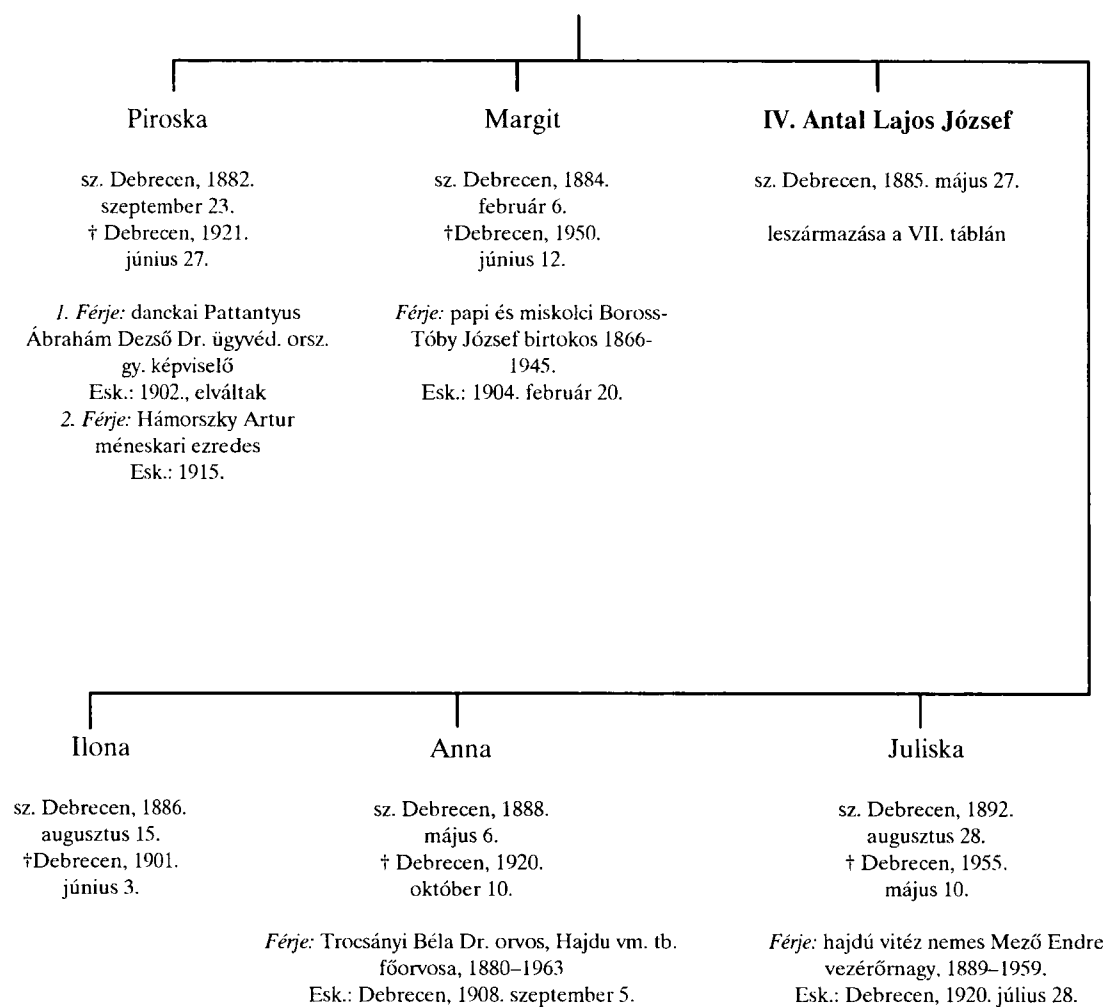 Piroska
sz. Debrecen, 1882.
szeptember 23.
† Debrecen, 1921.
június 27.
1. Férje: danckai Pattantyus
Ábrahám Dezső Dr. ügyvéd. orsz.
gy. képviselő
Esk.: 1902., elváltak
2. Férje: Hámorszky Artur
méneskari ezredes
Esk.: 1915.
Margit
sz. Debrecen, 1884.
február 6.
†Debrecen, 1950.
június 12.
Férje: papi és miskolci Boross-
Tóby József birtokos 1866-
1945.
Esk.: 1904. február 20.
IV. Antal Lajos József
sz. Debrecen, 1885. május 27.
leszármazása a VII. táblán
Ilona
sz. Debrecen, 1886.
augusztus 15.
†Debrecen, 1901.
június 3.
Anna
sz. Debrecen, 1888.
május 6.
† Debrecen, 1920.
október 10.
Férje: Trocsányi Béla Dr. orvos, Hajdu vm. tb.
főorvosa, 1880–1963
Esk.: Debrecen, 1908. szeptember 5.
Juliska
sz. Debrecen, 1892.
augusztus 28.
† Debrecen, 1955.
május 10.
Férje: hajdú vitéz nemes Mező Endre
vezérőrnagy, 1889–1959.
Esk.: Debrecen, 1920. július 28.